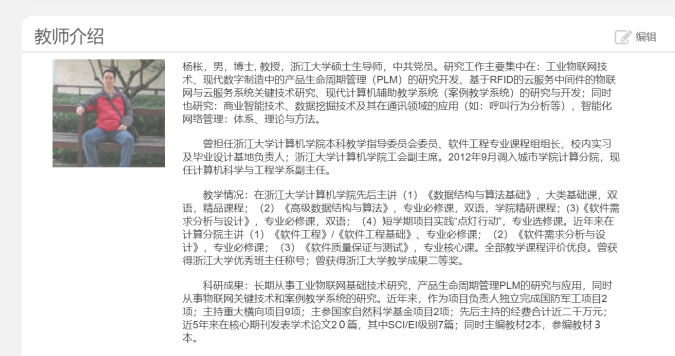 教师介绍
编辑
杨枨，男，博士, 教授，浙江大学硕士生导师，中共党员。研究工作主要集中在：工业物联网技
术、现代数字制造中的产品生命周期管理（PLM）的研究开发、基于RFID的云服务中间件的物联
网与云服务系统关键技术研究、现代计算机辅助教学系统（案例教学系统）的研究与开发；同时
也研究：商业智能技术、数据挖掘技术及其在通讯领域的应用（如：呼叫行为分析等），智能化
网络管理：体系、理论与方法。
曾担任浙江大学计算机学院本科教学指导委员会委员、软件工程专业课程组组长、校内实习
及毕业设计基地负责人；浙江大学计算机学院工会副主席。2012年9月调入城市学院计算分院，现
任计算机科学与工程学系副主任。
教学情况：在浙江大学计算机学院先后主讲（1）《数据结构与算法基础》，大类基础课，双
语，精品课程；（2）《高级数据结构与算法》，专业必修课，双语，学院精研课程；(3)《软件需
求分析与设计》，专业必修课，双语；（4）短学期项目实践“点灯行动”，专业选修课。近年来在
计算分院主讲（1）《软件工程》/《软件工程基础》、专业必修课；（2）《软件需求分析与设
计》，专业必修课；（3）《软件质量保证与测试》，专业核心课。全部教学课程评价优良。曾获
得浙江大学优秀班主任称号；曾获得浙江大学教学成果二等奖。
科研成果：长期从事工业物联网基础技术研究，产品生命周期管理PLM的研究与应用，同时
从事物联网关键技术和案例教学系统的研究。近年来，作为项目负责人独立完成国防军工项目2
项；主持重大横向项目9项；主参国家自然科学基金项目2项；先后主持的经费合计近二千万元；
近5年来在核心期刊发表学术论文2０篇，其中SCI/EI级别7篇；同时主编教材2本，参编教材３
本。